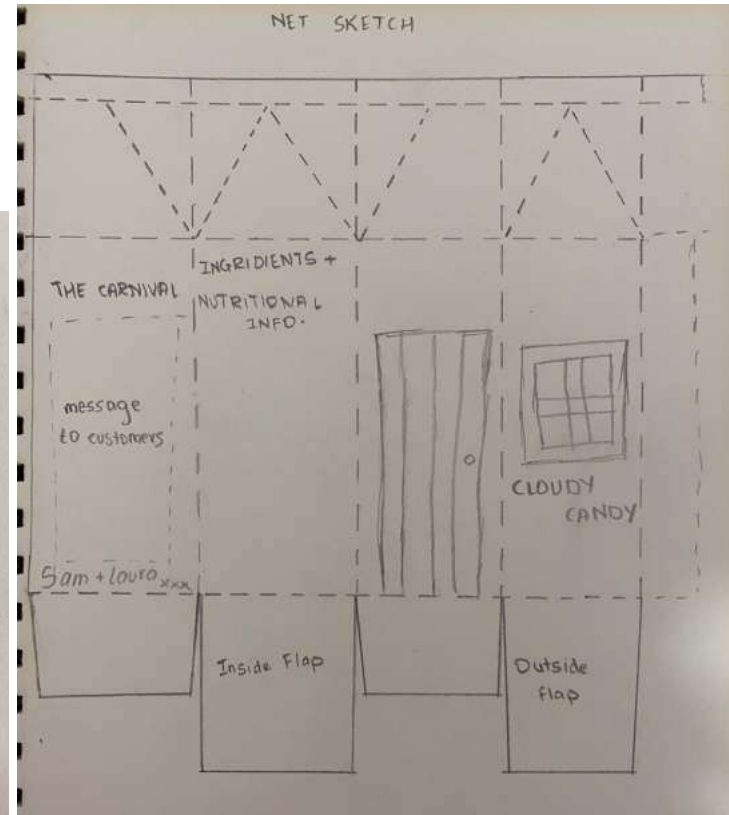 NET SKETCH
THE CARNIVAL
message
to customers
Sam + Laura xxx
INGRIDIENTS +
NUTRITIONAL
INFO.
CLOUDY
CANDY
Inside Flap
Outside
flap